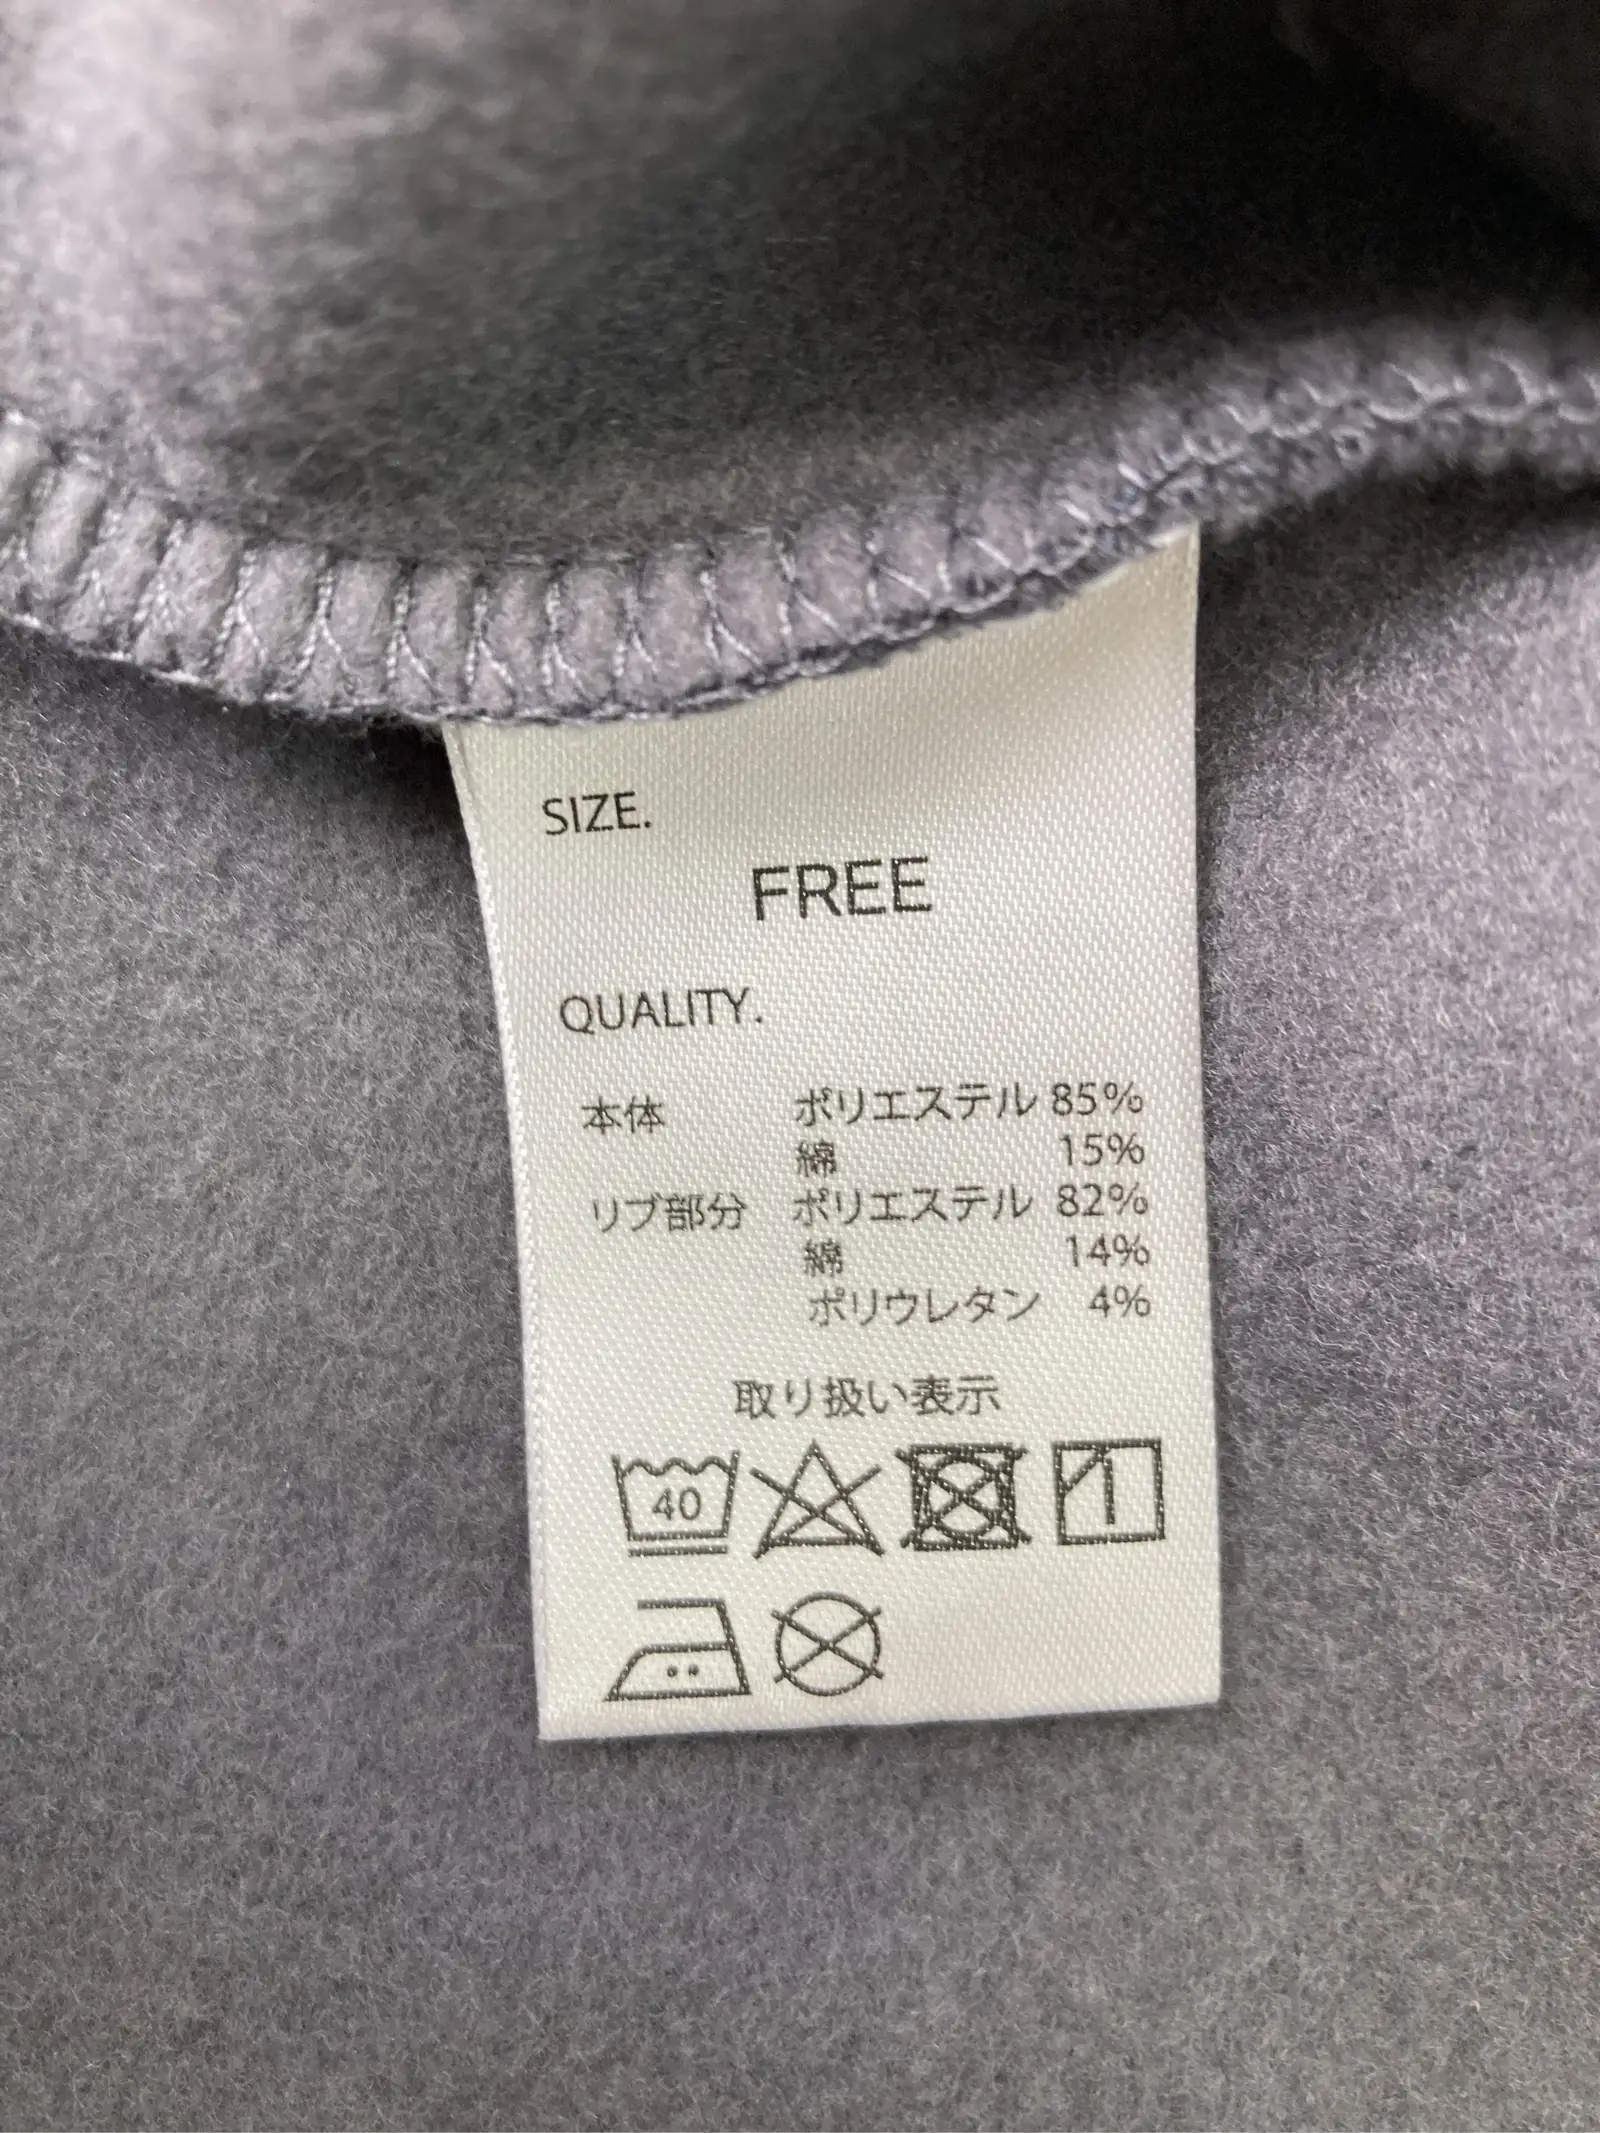 SIZE.
FREE
QUALITY.
本体 ポリエステル 85%
綿 15%
リブ部分 ポリエステル 82%
綿 14%
ポリウレタン 4%
取り扱い表示
40